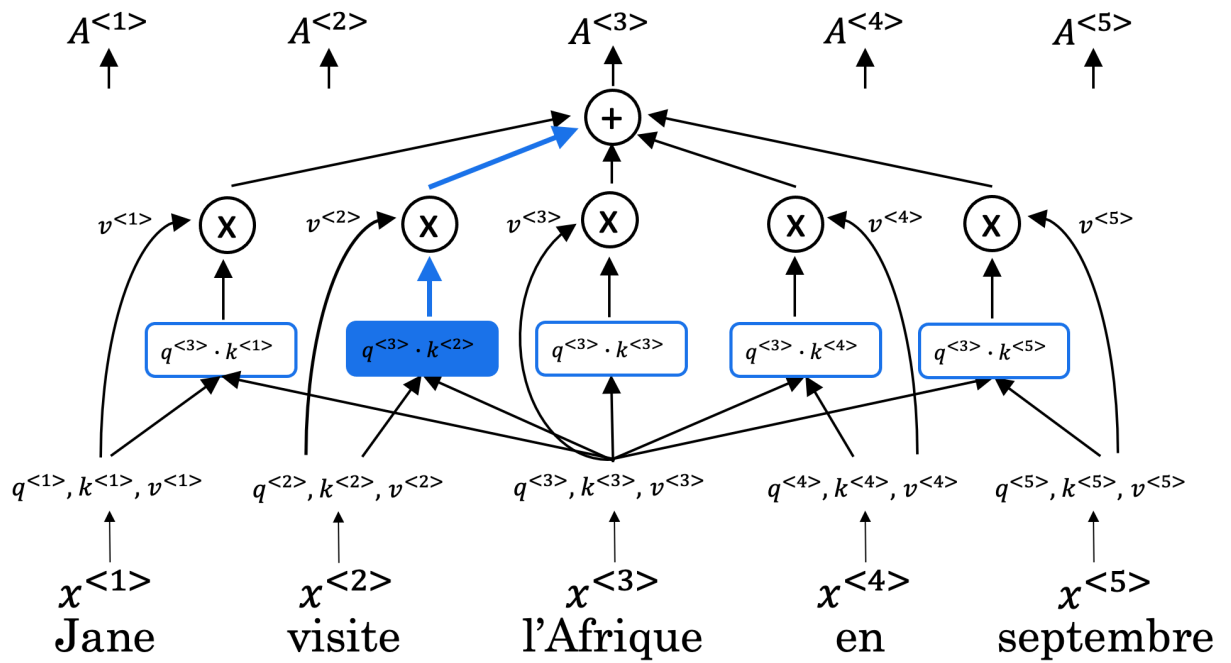 A<1> A<2> A<3> A<4> A<5>
+
v<1> X v<2> X v<3> X X v<4> X v<5>
q<3> · k<1> q<3> · k<2> q<3> · k<3> q<3> · k<4> q<3> · k<5>
q<1>, k<1>, v<1> q<2>, k<2>, v<2> q<3>, k<3>, v<3> q<4>, k<4>, v<4> q<5>, k<5>, v<5>
x<1> x<2> x<3> x<4> x<5>
Jane visite l’Afrique en septembre